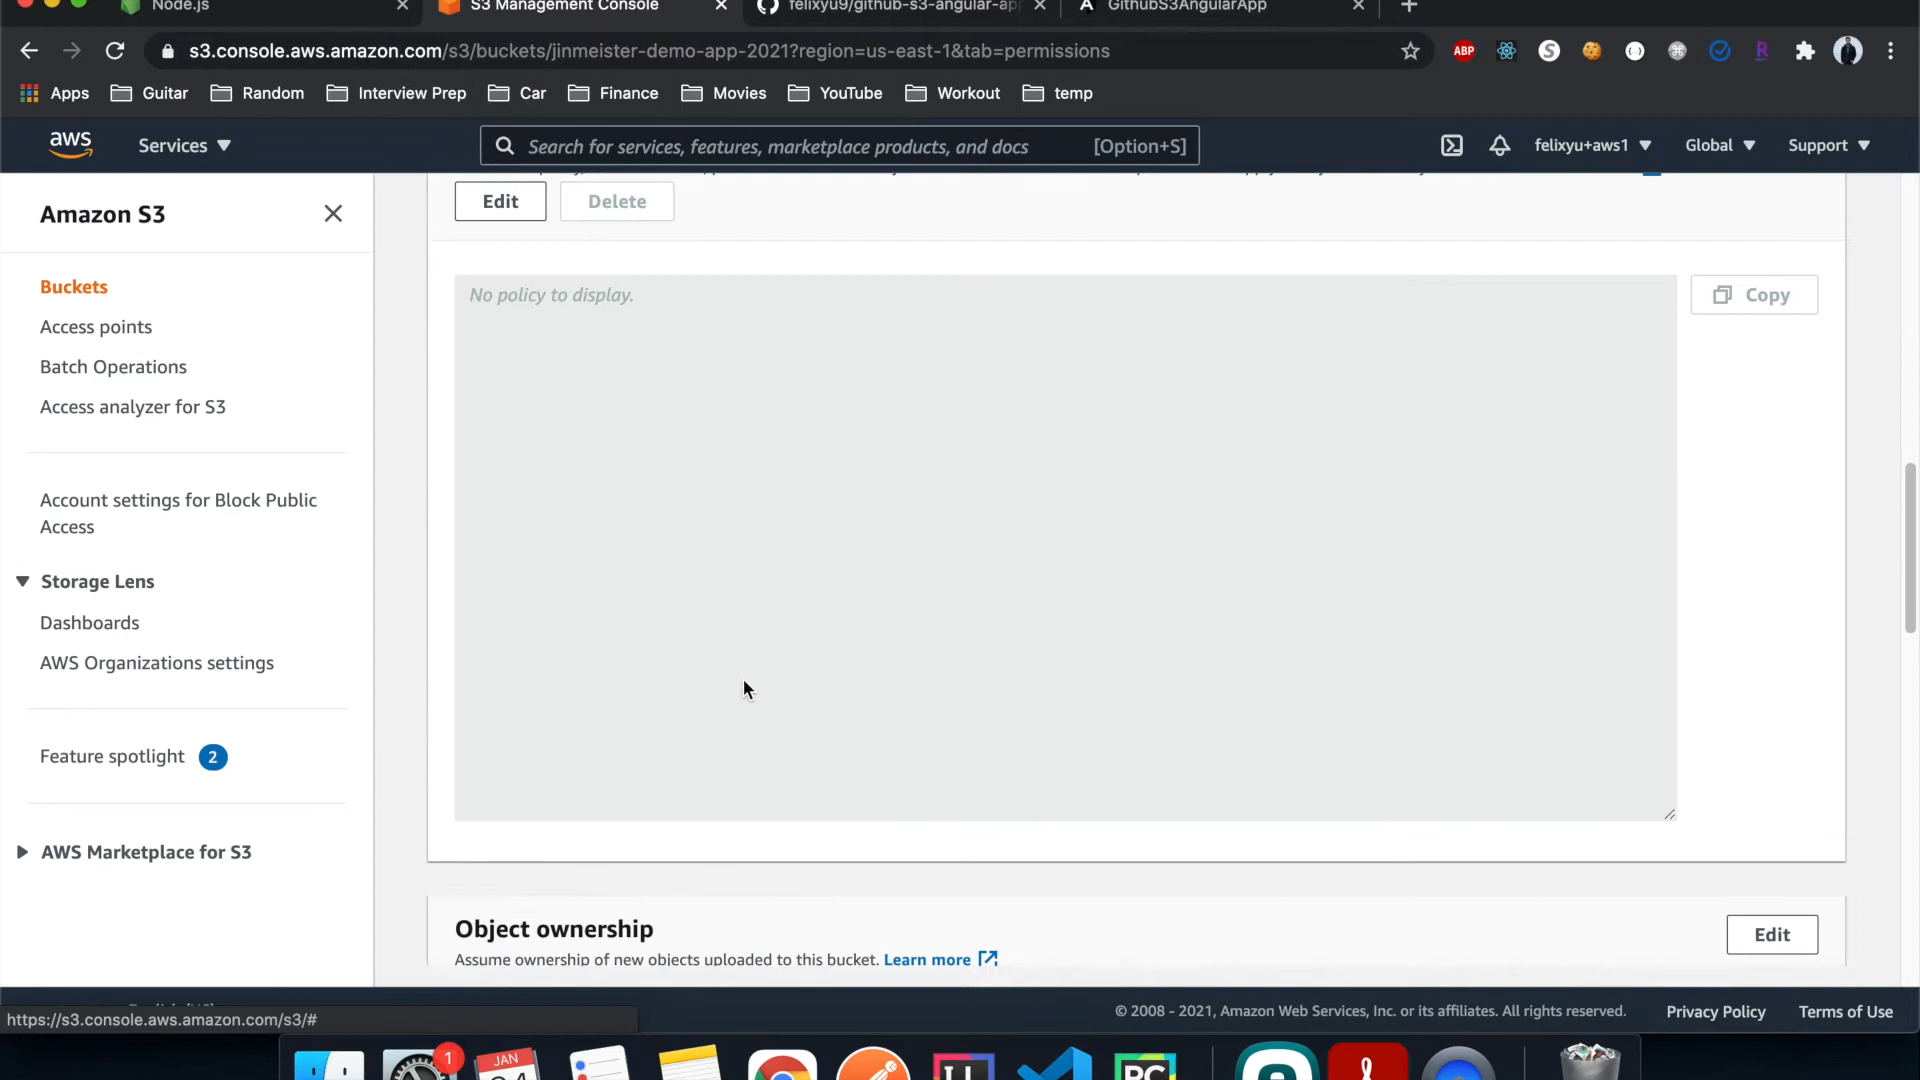 Node.js
S3 Management Console
felixyu9/github-s3-angular-ap
GithubS3AngularApp
s3.console.aws.amazon.com/s3/buckets/jinmeister-demo-app-2021?region=us-east-1&tab=permissions
ABP
S
R
Apps
Guitar
Random
Interview Prep
Car
Finance
Movies
YouTube
Workout
temp
aws
Services
Search for services, features, marketplace products, and docs
[Option+S]
felixyu+aws1
Global
Support
Amazon S3
Buckets
Access points
Batch Operations
Access analyzer for S3
Account settings for Block Public
Access
Storage Lens
Dashboards
AWS Organizations settings
Feature spotlight 2
AWS Marketplace for S3
Edit
Delete
No policy to display.
Copy
Object ownership
Assume ownership of new objects uploaded to this bucket. Learn more
Edit
© 2008 - 2021, Amazon Web Services, Inc. or its affiliates. All rights reserved.
Privacy Policy
Terms of Use
https://s3.console.aws.amazon.com/s3/#
1
JAN
PC